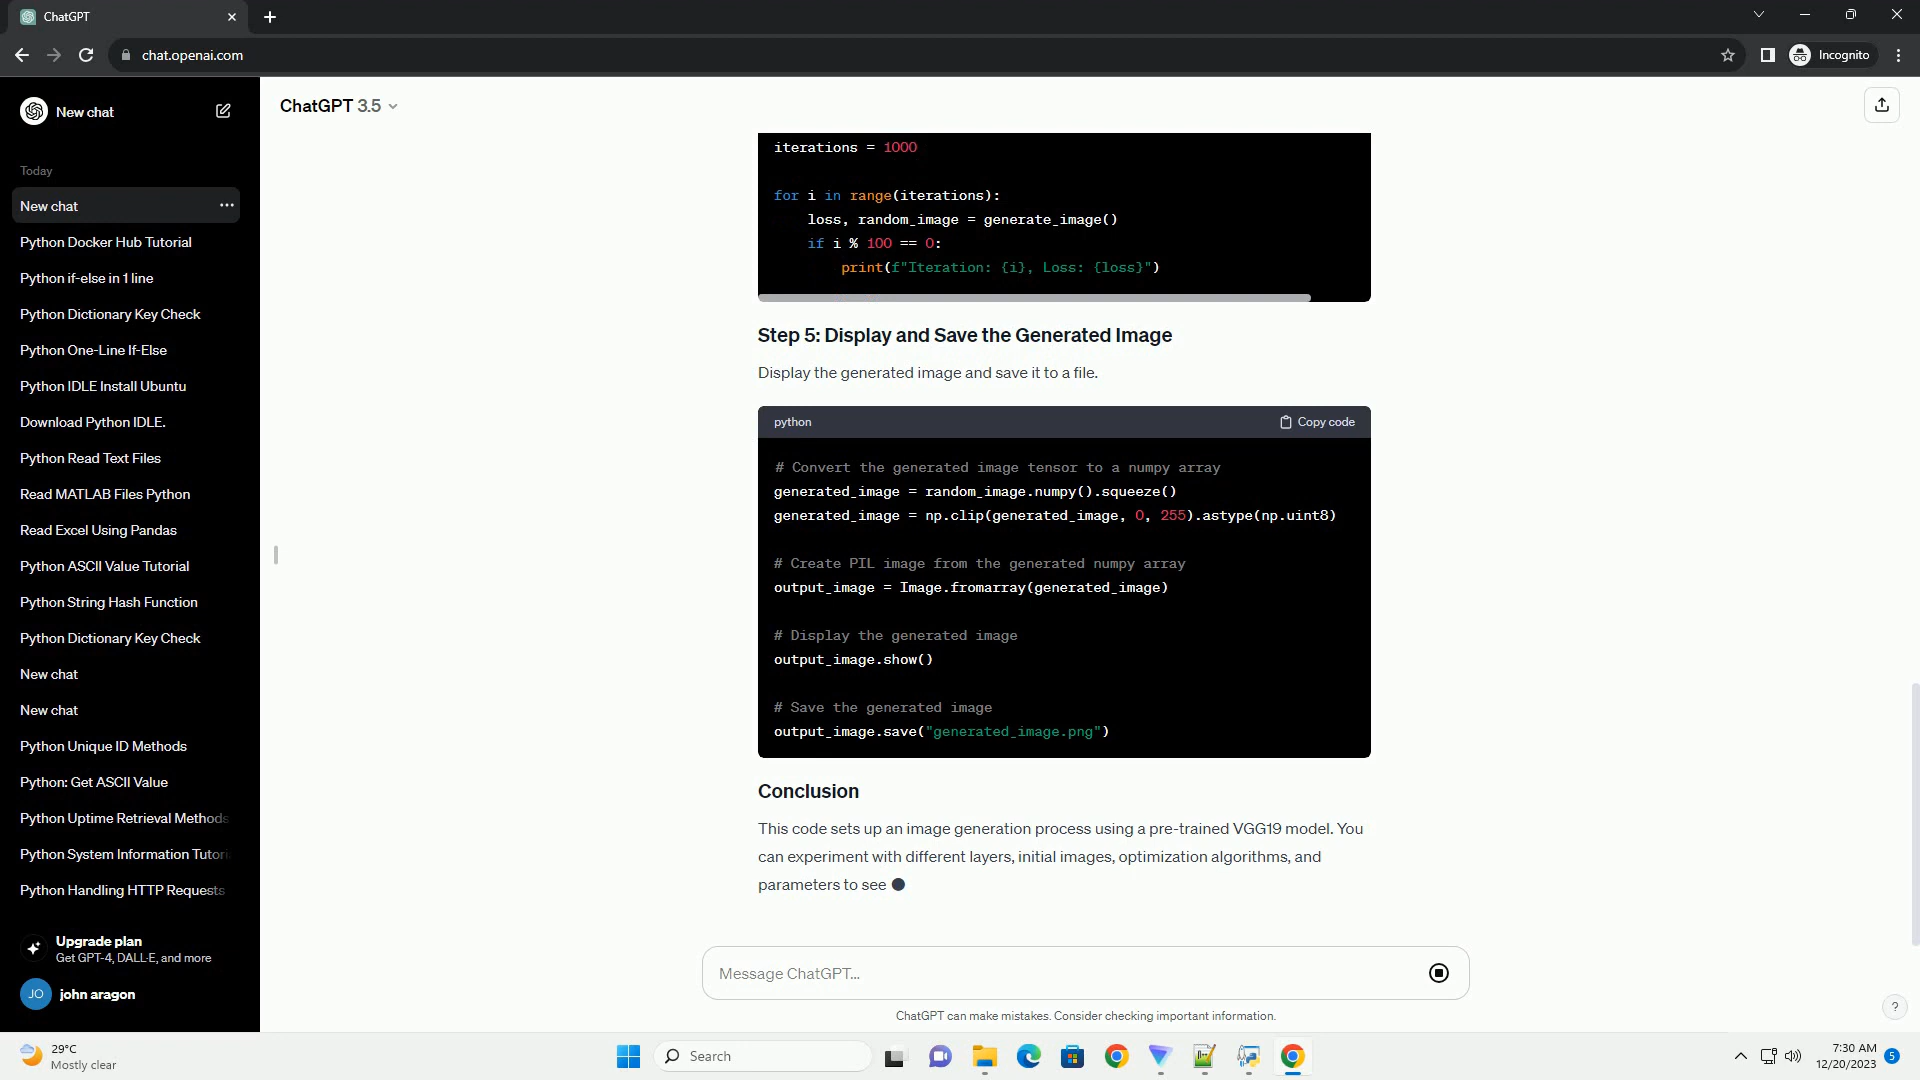 ChatGPT
chat.openai.com
Incognito
New chat
ChatGPT 3.5
Today
New chat
Python Docker Hub Tutorial
Python if-else in 1 line
Python Dictionary Key Check
Python One-Line If-Else
Python IDLE Install Ubuntu
Download Python IDLE.
Python Read Text Files
Read MATLAB Files Python
Read Excel Using Pandas
Python ASCII Value Tutorial
Python String Hash Function
Python Dictionary Key Check
New chat
New chat
Python Unique ID Methods
Python: Get ASCII Value
Python Uptime Retrieval Methods
Python System Information Tutori
Python Handling HTTP Requests
Upgrade plan
Get GPT-4, DALL·E, and more
JO john aragon
iterations = 1000
for i in range(iterations):
loss, random_image = generate_image()
if i % 100 == 0:
print(f"Iteration: {i}, Loss: {loss}")
Step 5: Display and Save the Generated Image
Display the generated image and save it to a file.
python Copy code
# Convert the generated image tensor to a numpy array
generated_image = random_image.numpy().squeeze()
generated_image = np.clip(generated_image, 0, 255).astype(np.uint8)
# Create PIL image from the generated numpy array
output_image = Image.fromarray(generated_image)
# Display the generated image
output_image.show()
# Save the generated image
output_image.save("generated_image.png")
Conclusion
This code sets up an image generation process using a pre-trained VGG19 model. You
can experiment with different layers, initial images, optimization algorithms, and
parameters to see
Message ChatGPT...
ChatGPT can make mistakes. Consider checking important information.
?
29°C
Mostly clear
Search
7:30 AM
12/20/2023
5